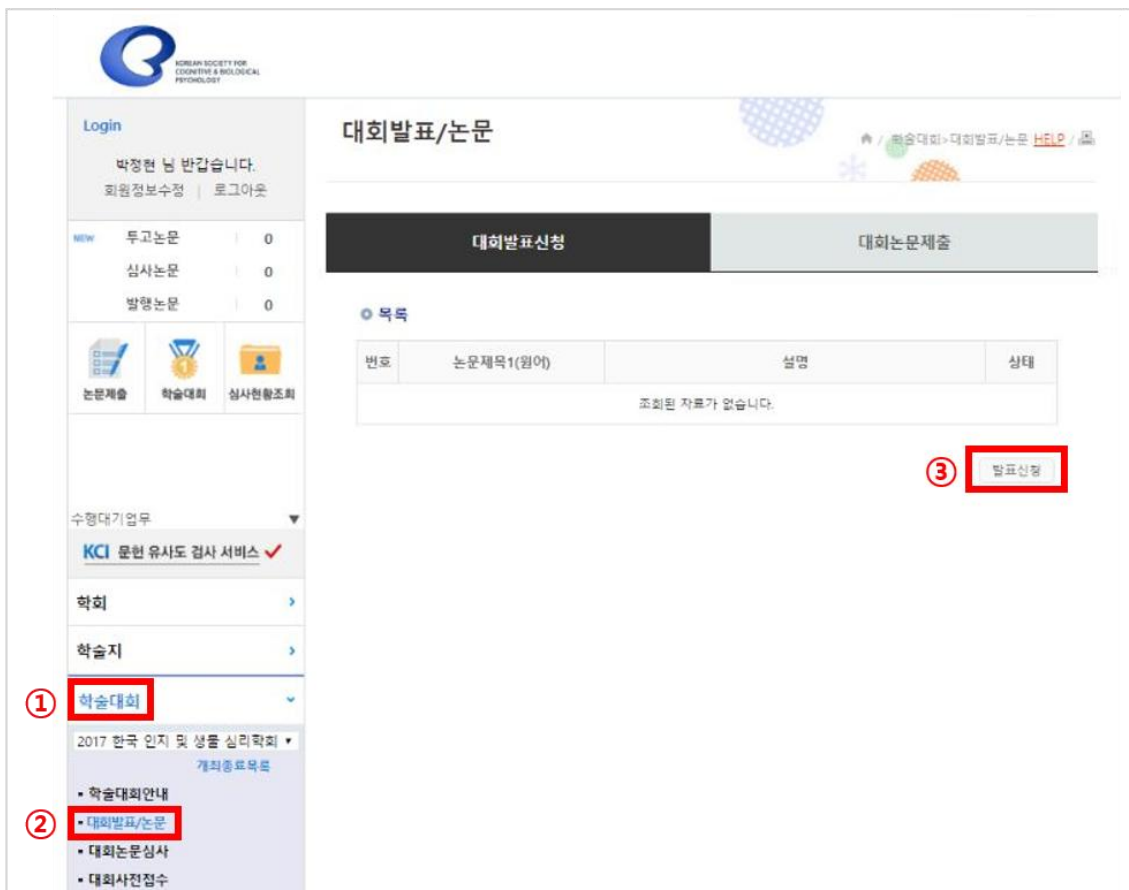 KOREAN SOCIETY FOR
COGNITIVE & BIOLOGICAL
PSYCHOLOGY
Login
박정현 님 반갑습니다.
회원정보수정 | 로그아웃
NEW 투고논문 0
심사논문 0
발행논문 0
논문제출 학술대회 심사현황조회
수행대기업무 ▼
KCI 문헌 유사도 검사 서비스
학회
학술지
① 학술대회
2017 한국 인지 및 생물 심리학회 ▼
개최종료목록
▪ 학술대회안내
② ▪ 대회발표/논문
▪ 대회논문심사
▪ 대회사전접수
대회발표/논문
/ 학술대회>대회발표/논문 HELP /
대회발표신청 대회논문제출
목록
번호 논문제목1(원어) 설명 상태
조회된 자료가 없습니다.
③ 발표신청